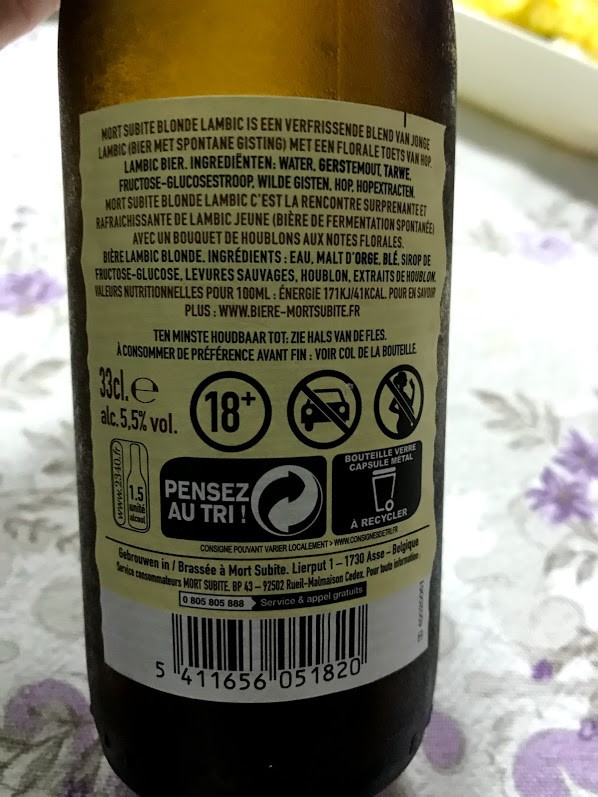 MORT SUBITE BLONDE LAMBIC IS EEN VERFRISSENDE BLEND VAN JONGE
LAMBIC (BIER MET SPONTANE GISTING) MET EEN FLORALE TOETS VAN HOP.
LAMBIC BIER. INGREDIËNTEN: WATER, GERSTEMOUT, TARWE,
FRUCTOSE-GLUCOSESTROOP, WILDE GISTEN, HOP, HOPEXTRACTEN.
MORT SUBITE BLONDE LAMBIC C'EST LA RENCONTRE SURPRENANTE ET
RAFRAICHISSANTE DE LAMBIC JEUNE (BIÈRE DE FERMENTATION SPONTANÉE)
AVEC UN BOUQUET DE HOUBLONS AUX NOTES FLORALES.
BIÈRE LAMBIC BLONDE. INGRÉDIENTS : EAU, MALT D'ORGE, BLÉ, SIROP DE
FRUCTOSE-GLUCOSE, LEVURES SAUVAGES, HOUBLON, EXTRAITS DE HOUBLON.
VALEURS NUTRITIONNELLES POUR 100ML : ÉNERGIE 171KJ/41KCAL. POUR EN SAVOIR
PLUS : WWW.BIERE-MORTSUBITE.FR
TEN MINSTE HOUDBAAR TOT: ZIE HALS VAN DE FLES.
À CONSOMMER DE PRÉFÉRENCE AVANT FIN : VOIR COL DE LA BOUTEILLE.
33cl. e
alc. 5,5% vol.
18+
www.2340.fr
1.5
unité
alcool
PENSEZ
AU TRI !
BOUTEILLE VERRE
CAPSULE MÉTAL
À RECYCLER
CONSIGNE POUVANT VARIER LOCALEMENT > WWW.CONSIGNESDETRI.FR
Gebrouwen in / Brassée à Mort Subite. Lierput 1 – 1730 Asse – Belgique
Service consommateurs MORT SUBITE, BP 43 – 92502 Rueil-Malmaison Cedex. Pour toute information :
0 805 805 888 Service & appel gratuits
5 411656 051820